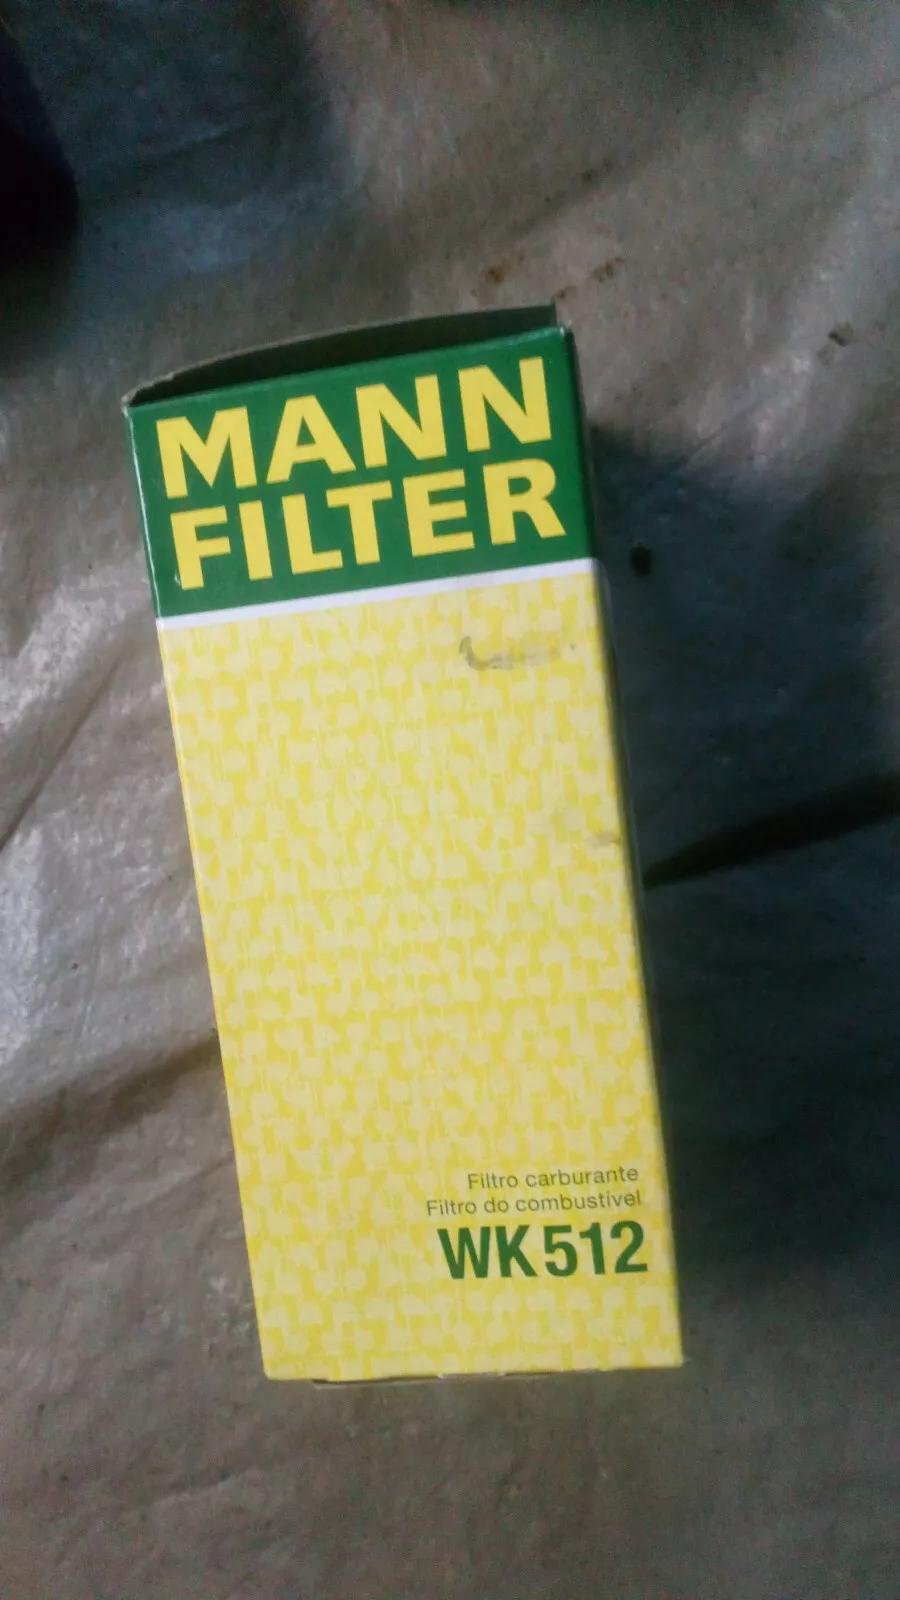 MANN
FILTER
Filtro carburante
Filtro do combustível
WK 512